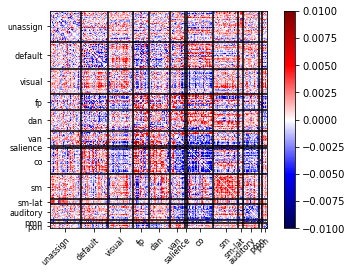 unassign
default
visual
fp
dan
van
salience
co
sm
sm-lat
auditory
pmn
pon
unassign
default
visual
fp
dan
van
salience
co
sm
sm-lat
auditory
pon
0.0100
0.0075
0.0050
0.0025
0.0000
−0.0025
−0.0050
−0.0075
−0.0100